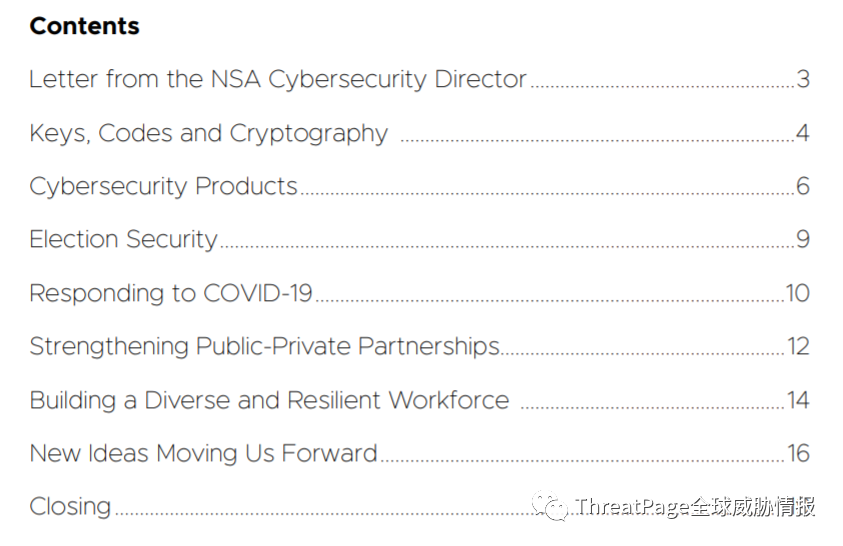 Contents
Letter from the NSA Cybersecurity Director........................................3
Keys, Codes and Cryptography ............................................................4
Cybersecurity Products..........................................................................6
Election Security......................................................................................9
Responding to COVID-19......................................................................10
Strengthening Public-Private Partnerships...........................................12
Building a Diverse and Resilient Workforce ........................................14
New Ideas Moving Us Forward.............................................................16
Closing..............................................................
ThreatPage全球威胁情报